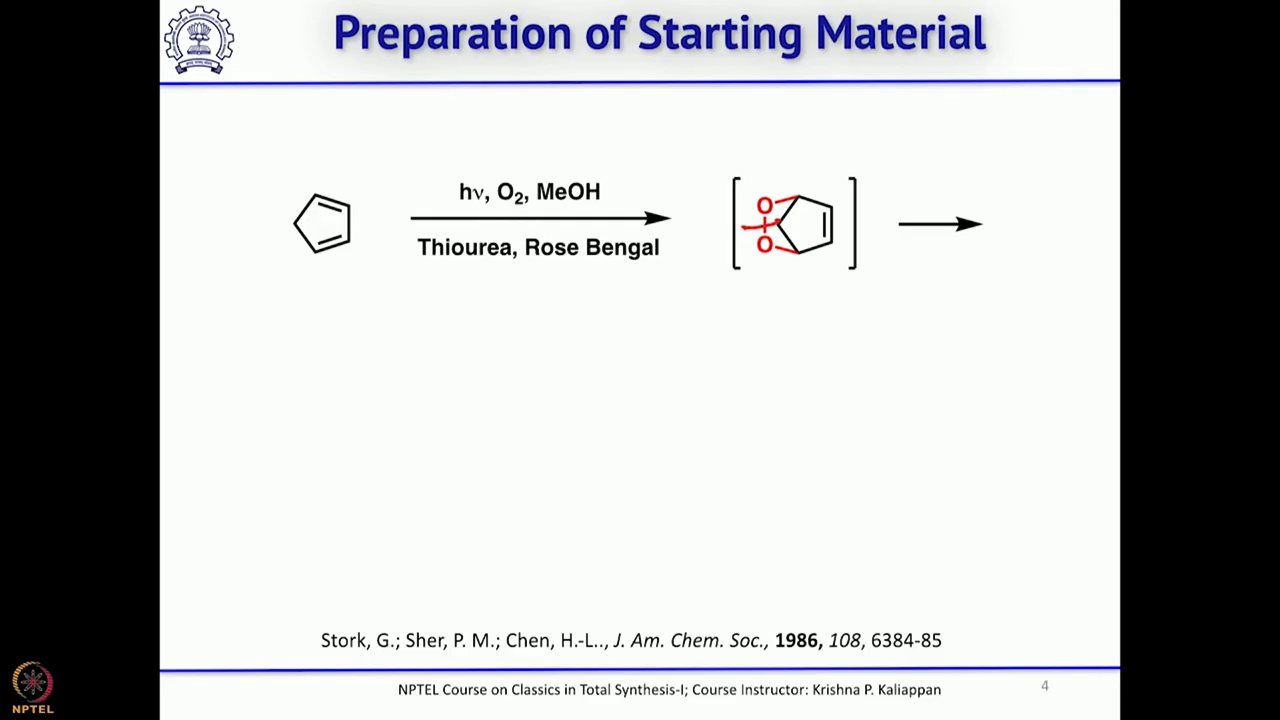 Preparation of Starting Material
hν, O₂, MeOH
Thiourea, Rose Bengal
O
O
Stork, G.; Sher, P. M.; Chen, H.-L.., J. Am. Chem. Soc., 1986, 108, 6384-85
NPTEL Course on Classics in Total Synthesis-I; Course Instructor: Krishna P. Kaliappan
4
NPTEL